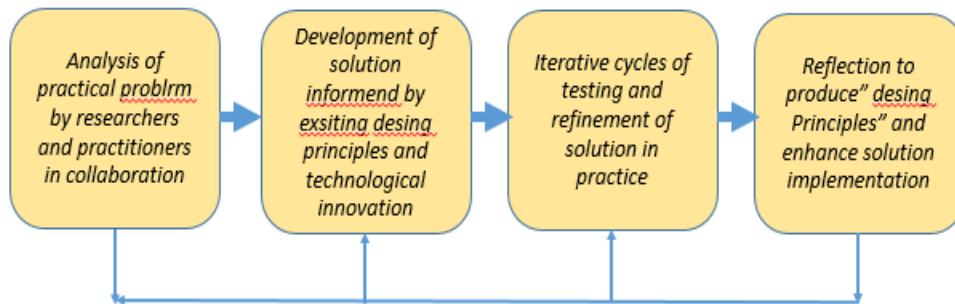 Analysis of
practical problrm
by researchers
and practitioners
in collaboration
Development of
solution
informend by
exsiting desing
principles and
technological
innovation
Iterative cycles of
testing and
refinement of
solution in
practice
Reflection to
produce” desing
Principles” and
enhance solution
implementation